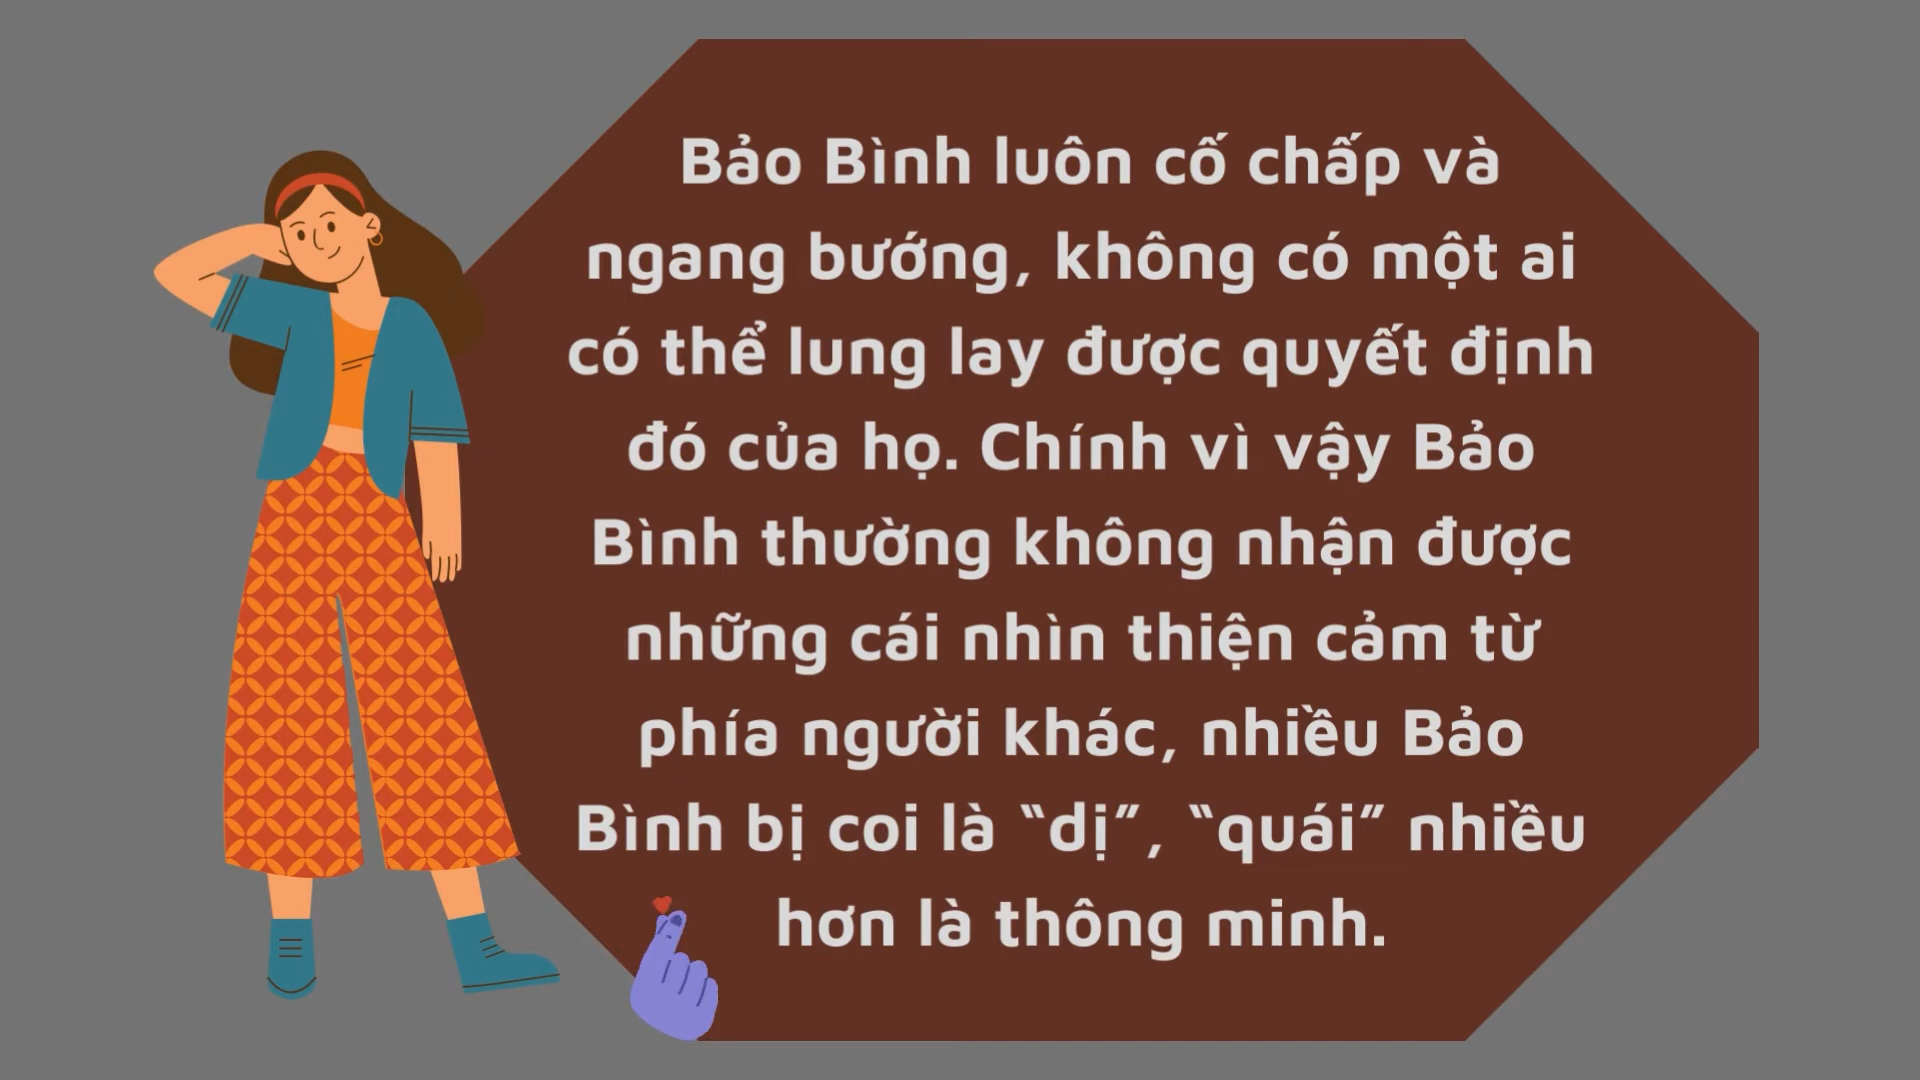 Bảo Bình luôn cố chấp và
ngang bướng, không có một ai
có thể lung lay được quyết định
đó của họ. Chính vì vậy Bảo
Bình thường không nhận được
những cái nhìn thiện cảm từ
phía người khác, nhiều Bảo
Bình bị coi là “dị”, “quái” nhiều
hơn là thông minh.